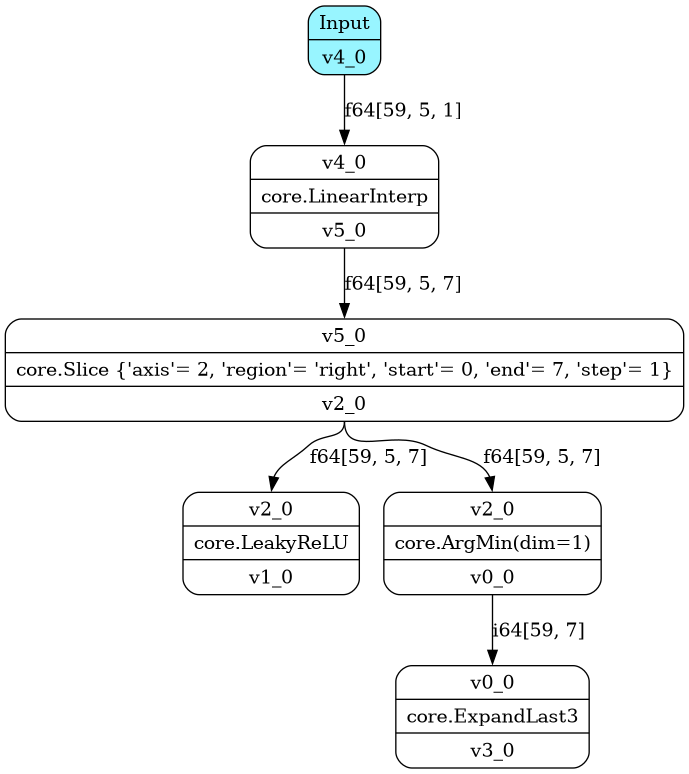 Input
v4_0
f64[59, 5, 1]
v4_0
core.LinearInterp
v5_0
f64[59, 5, 7]
v5_0
core.Slice {'axis'= 2, 'region'= 'right', 'start'= 0, 'end'= 7, 'step'= 1}
v2_0
f64[59, 5, 7]
f64[59, 5, 7]
v2_0
core.LeakyReLU
v1_0
v2_0
core.ArgMin(dim=1)
v0_0
i64[59, 7]
v0_0
core.ExpandLast3
v3_0